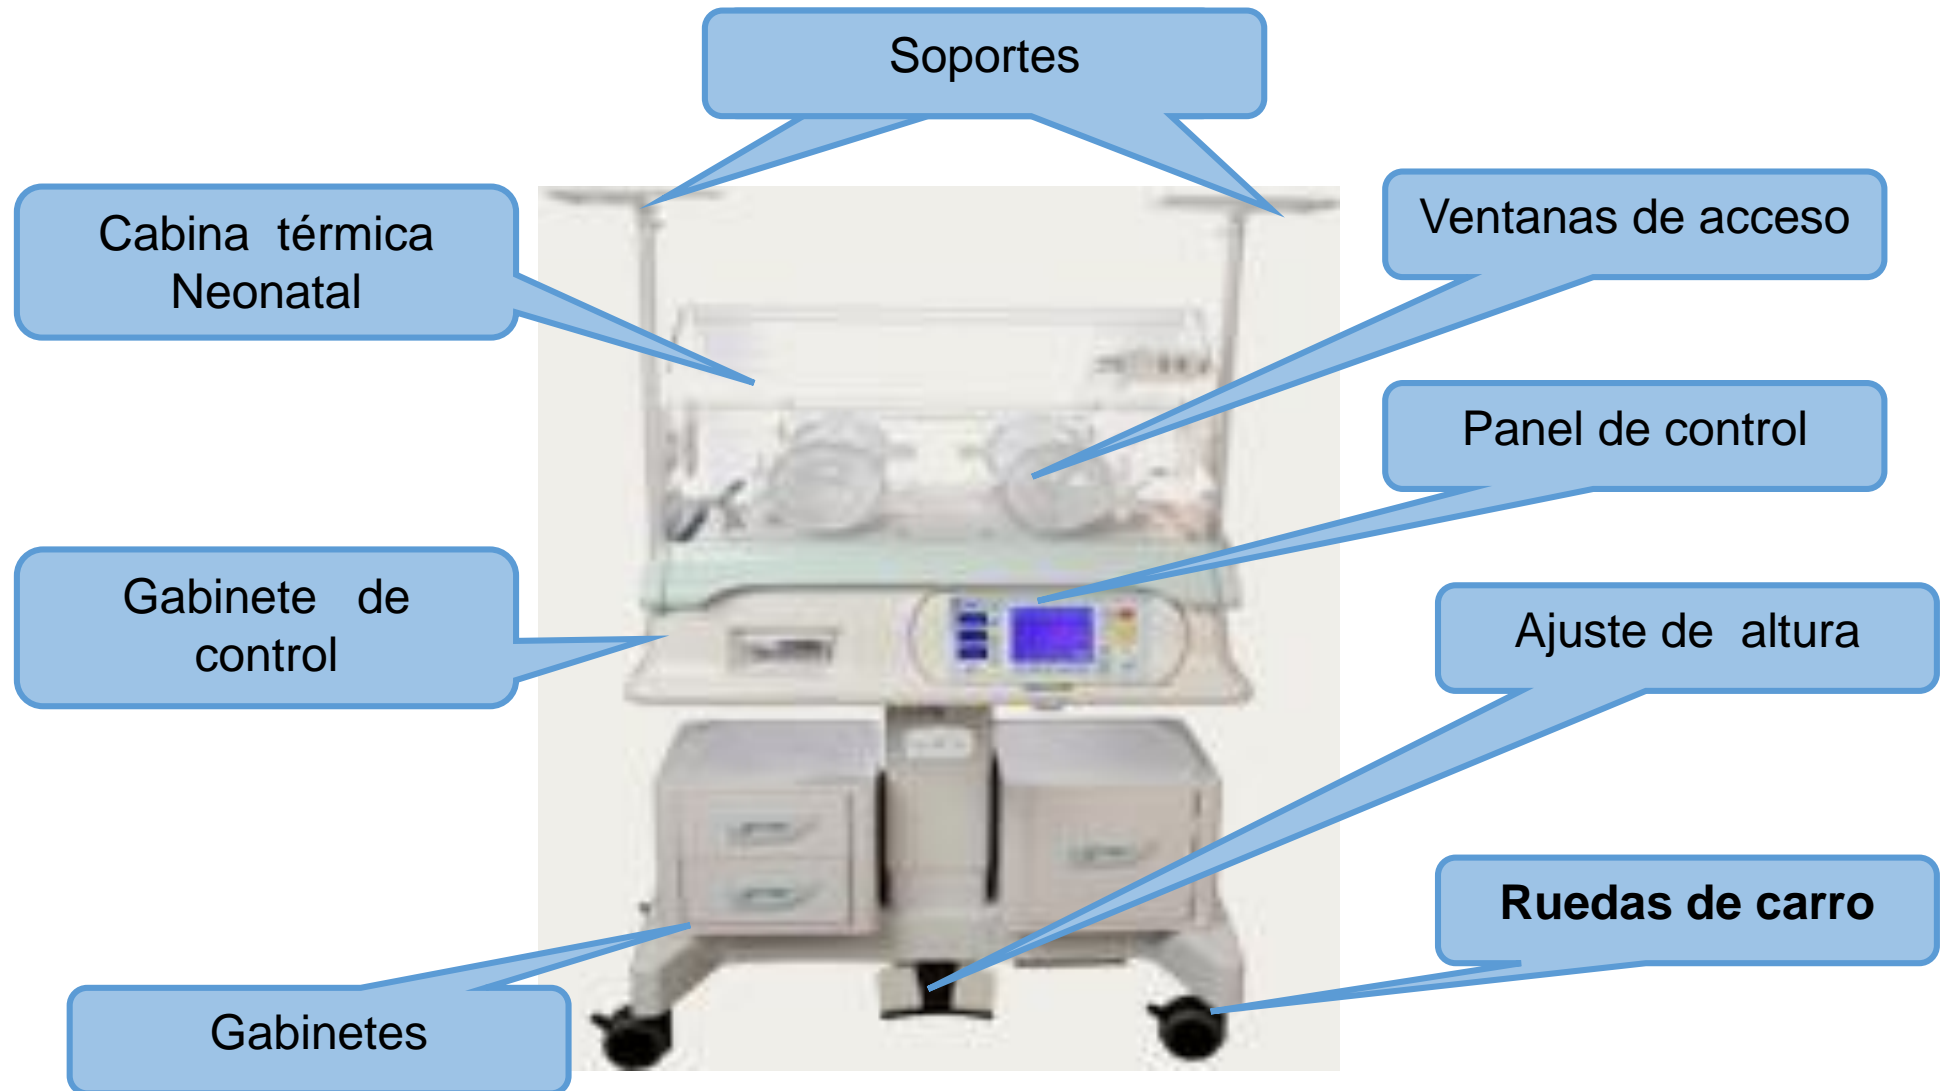 Soportes
Cabina térmica
Neonatal
Ventanas de acceso
Panel de control
Gabinete de
control
Ajuste de altura
Ruedas de carro
Gabinetes